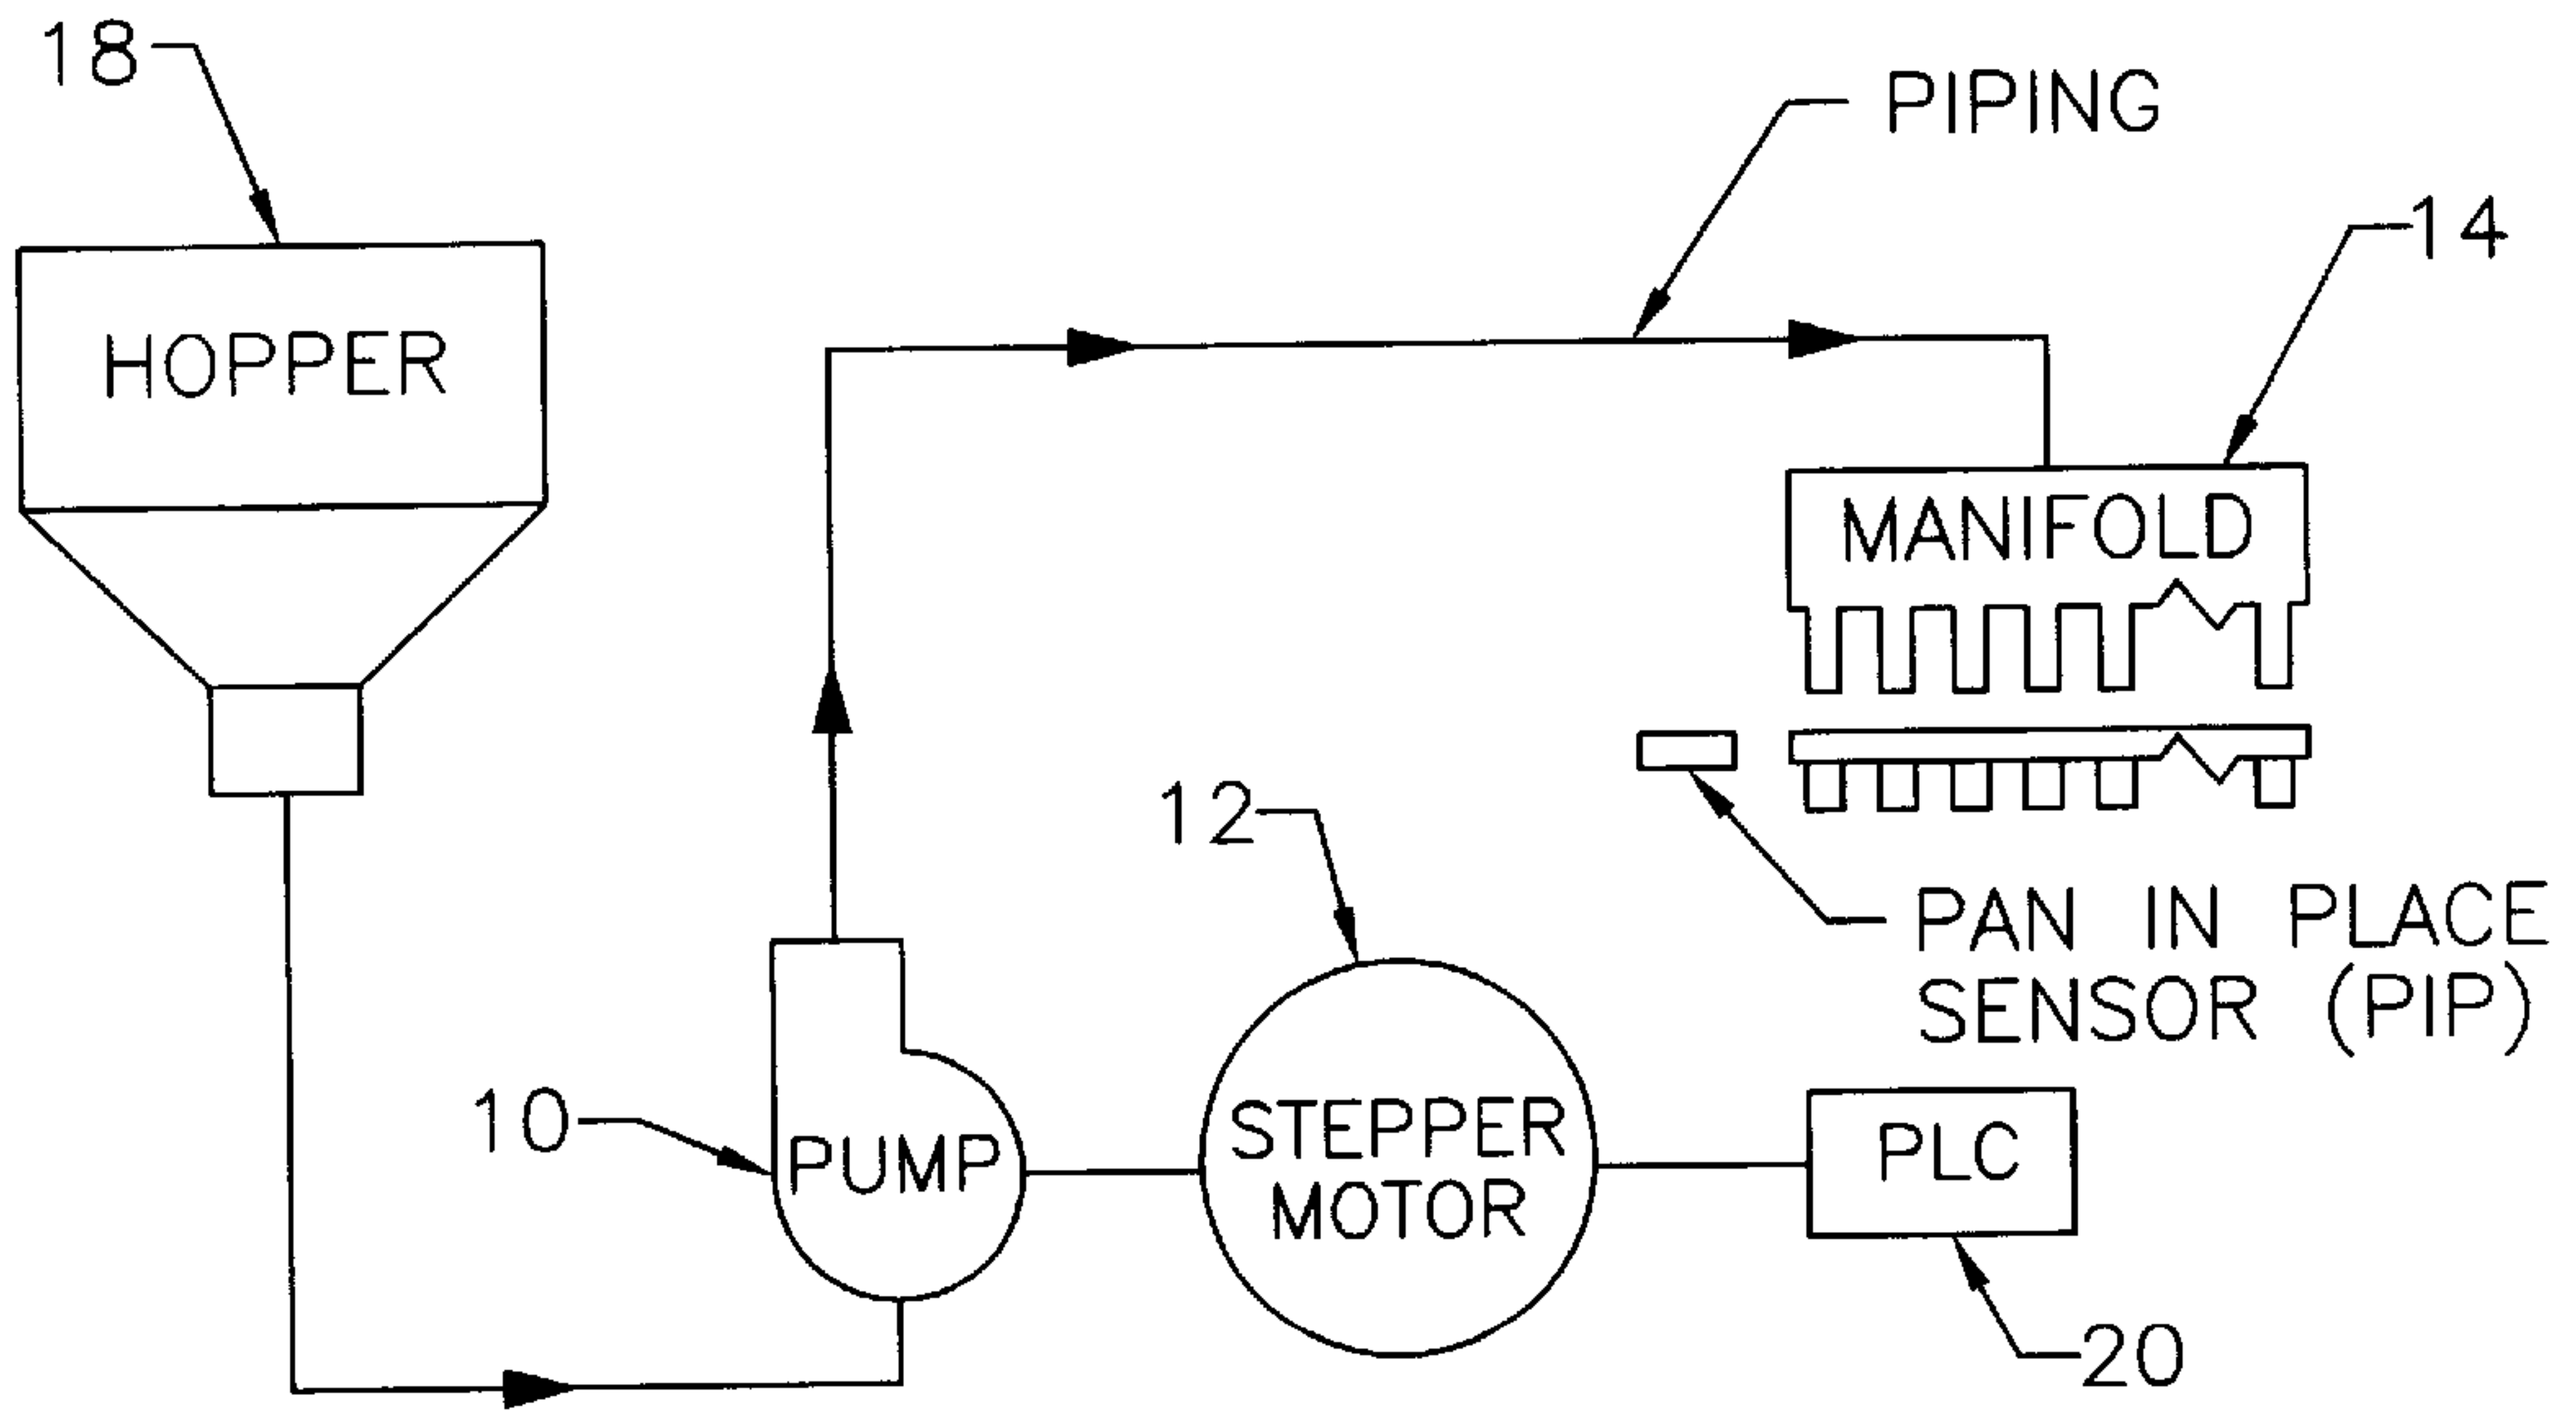 18
PIPING
14
HOPPER
MANIFOLD
12
PAN IN PLACE
SENSOR (PIP)
10
PUMP
STEPPER
MOTOR
PLC
20